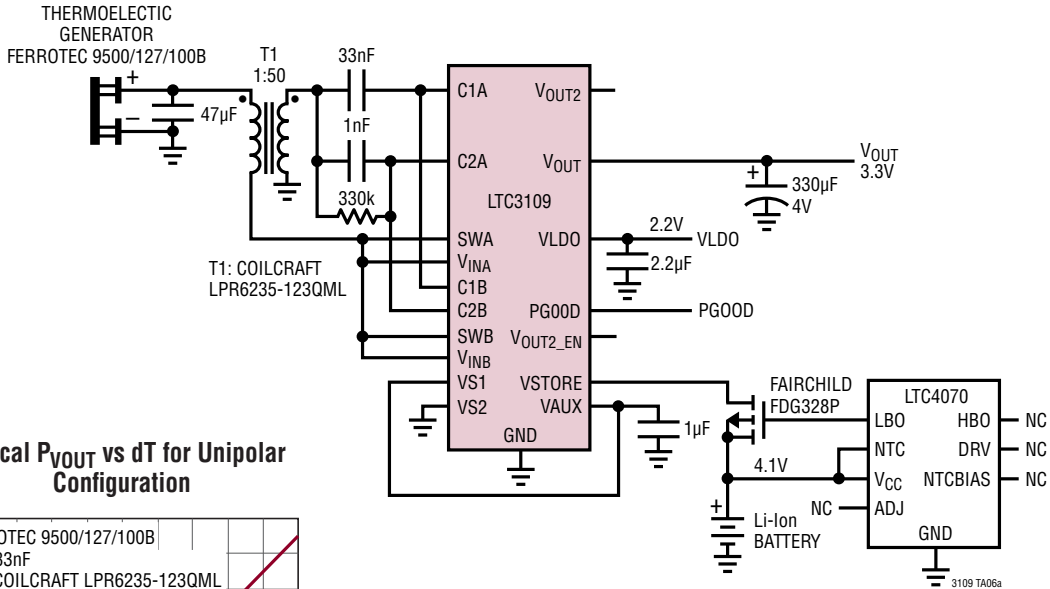 THERMOELECTIC
GENERATOR
FERROTEC 9500/127/100B
+
–
47µF
T1
1:50
33nF
1nF
330k
T1: COILCRAFT
LPR6235-123QML
C1A
C2A
SWA
VINA
C1B
C2B
SWB
VINB
VS1
VS2
LTC3109
VOUT2
VOUT
VLDO
PG00D
VOUT2_EN
VSTORE
VAUX
GND
VOUT
3.3V
+
330µF
4V
2.2V
VLDO
2.2µF
PGOOD
1µF
FAIRCHILD
FDG328P
4.1V
+
Li-Ion
BATTERY
NC
LTC4070
LBO
NTC
VCC
ADJ
HBO
DRV
NTCBIAS
GND
NC
NC
NC
3109 TA06a
cal PVOUT vs dT for Unipolar
Configuration
OTEC 9500/127/100B
33nF
COILCRAFT LPR6235-123QML